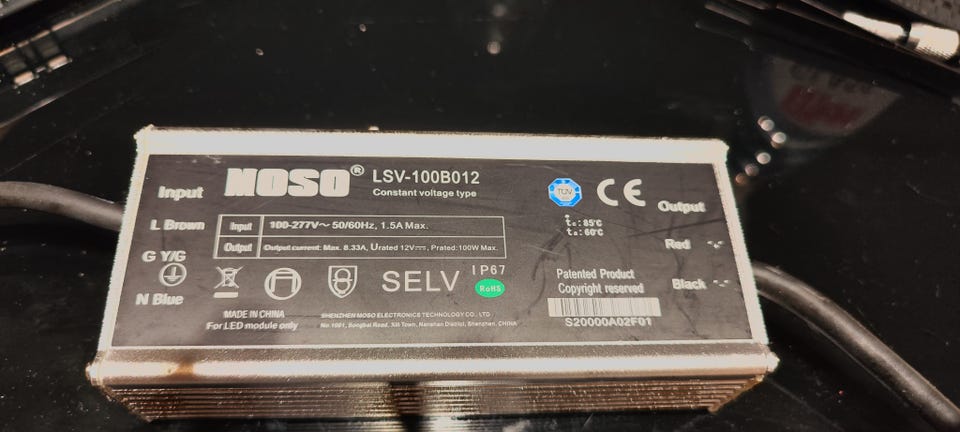 Input
L Brown
G Y/G
N Blue
MOSO® LSV-100B012
Constant voltage type
Input 100-277V～ 50/60Hz, 1.5A Max.
Output Output current: Max. 8.33A, Urated 12V⎓, Prated:100W Max.
SELV
IP67
RoHS
MADE IN CHINA
For LED module only
SHENZHEN MOSO ELECTRONICS TECHNOLOGY CO., LTD
TÜV
CE
tc: 85℃
ta: 60℃
Patented Product
Copyright reserved
S20000A02F01
Output
Red
Black